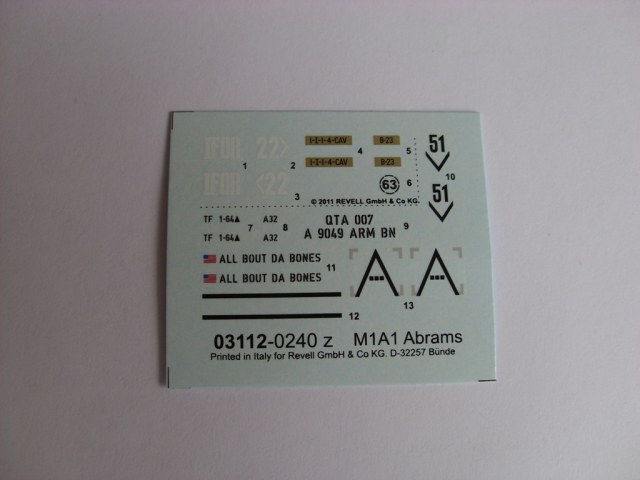 IFOR 22> 1 2 I-I-I-4-CAV 4 B-23 5 51
I-I-I-4-CAV B-23
IFOR <22 3 63 6 10
© 2011 REVELL GmbH & Co KG. 51
TF 1-64▲ 7 A32 8 QTA 007 9
TF 1-64▲ A32 A 9049 ARM BN
ALL BOUT DA BONES 11 A A
ALL BOUT DA BONES
12 13
03112-0240 z M1A1 Abrams
Printed in Italy for Revell GmbH & Co KG. D-32257 Bünde